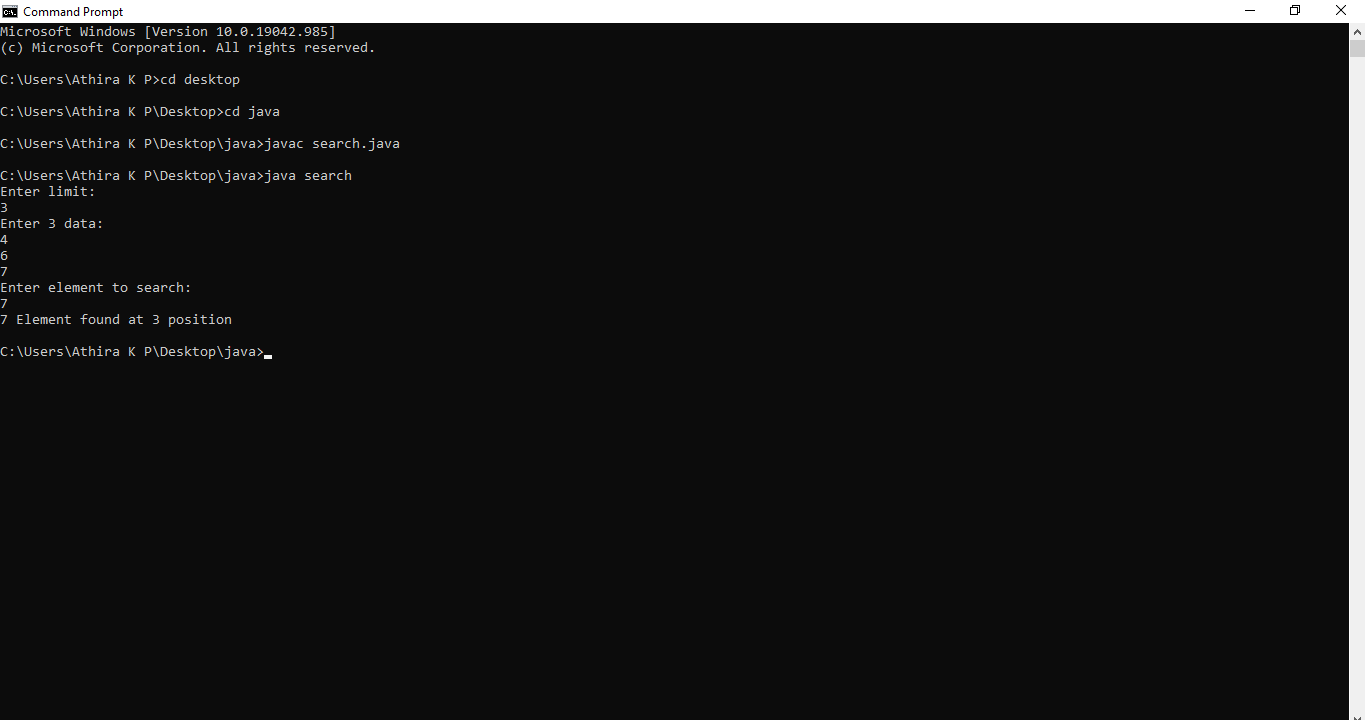 Command Prompt
Microsoft Windows [Version 10.0.19042.985]
(c) Microsoft Corporation. All rights reserved.
C:\Users\Athira K P>cd desktop
C:\Users\Athira K P\Desktop>cd java
C:\Users\Athira K P\Desktop\java>javac search.java
C:\Users\Athira K P\Desktop\java>java search
Enter limit:
3
Enter 3 data:
4
6
7
Enter element to search:
7
7 Element found at 3 position
C:\Users\Athira K P\Desktop\java>